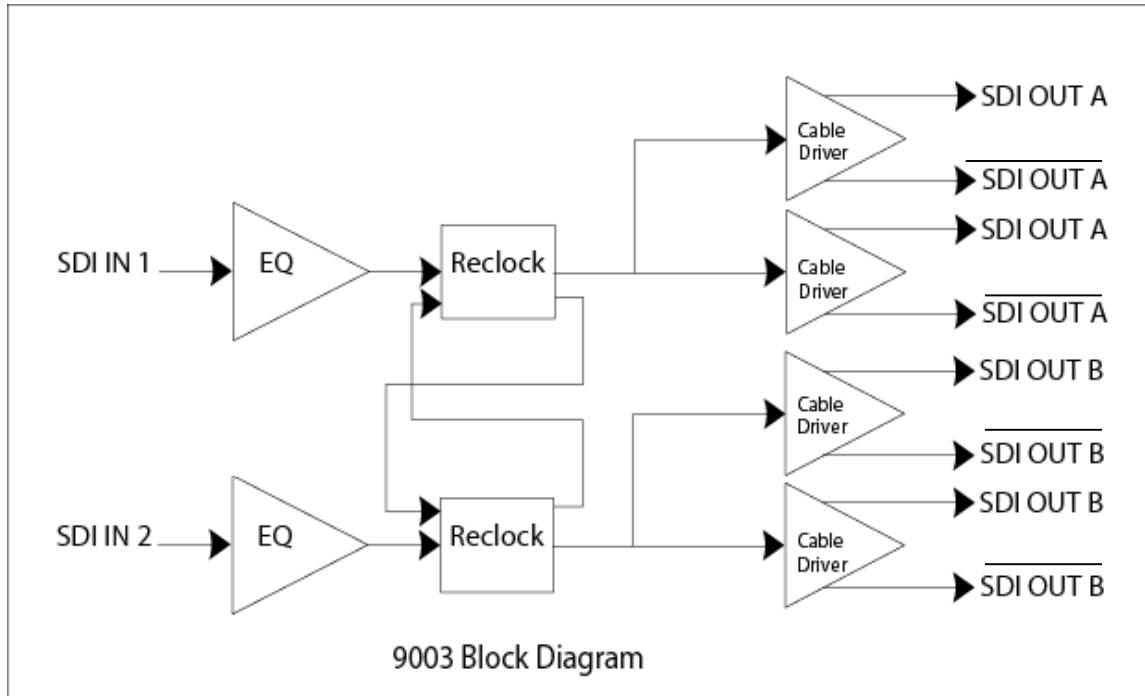 SDI OUT A
Cable
Driver
SDI OUT A
SDI OUT A
SDI IN 1
EQ
Reclock
Cable
Driver
SDI OUT A
SDI OUT B
Cable
Driver
SDI OUT B
SDI OUT B
SDI IN 2
EQ
Reclock
Cable
Driver
SDI OUT B
9003 Block Diagram